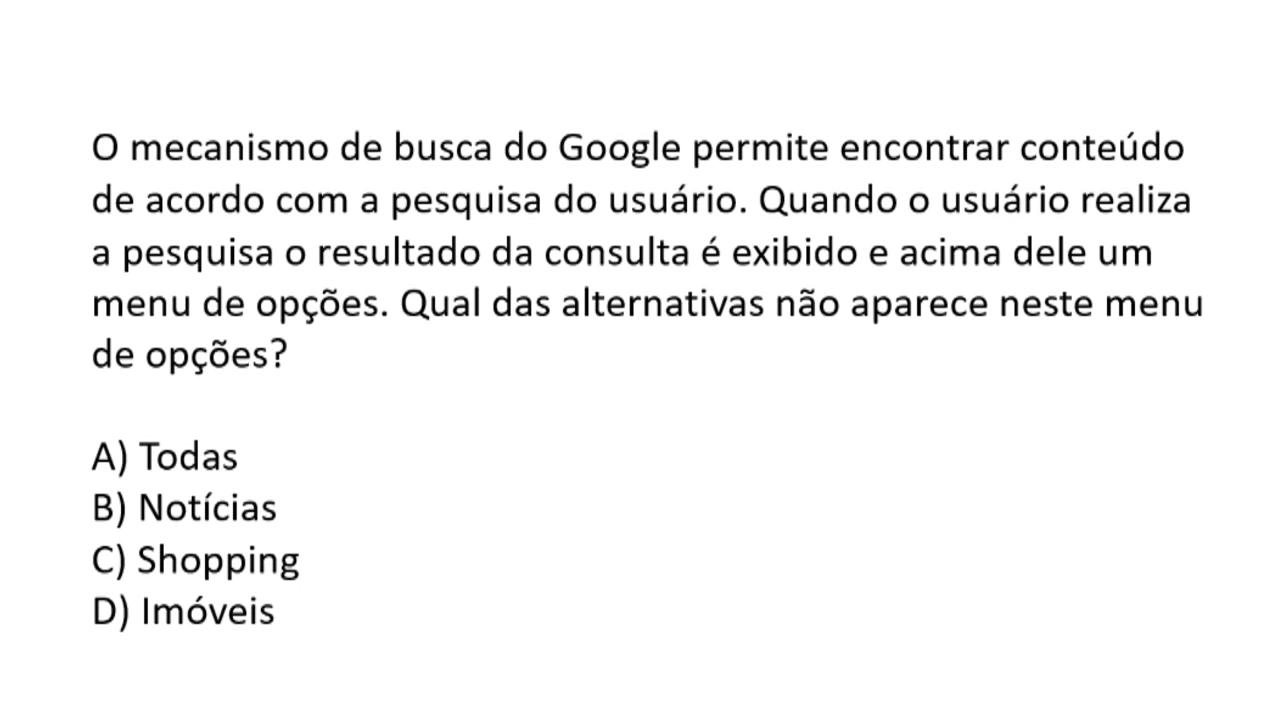 O mecanismo de busca do Google permite encontrar conteúdo
de acordo com a pesquisa do usuário. Quando o usuário realiza
a pesquisa o resultado da consulta é exibido e acima dele um
menu de opções. Qual das alternativas não aparece neste menu
de opções?
A) Todas
B) Notícias
C) Shopping
D) Imóveis